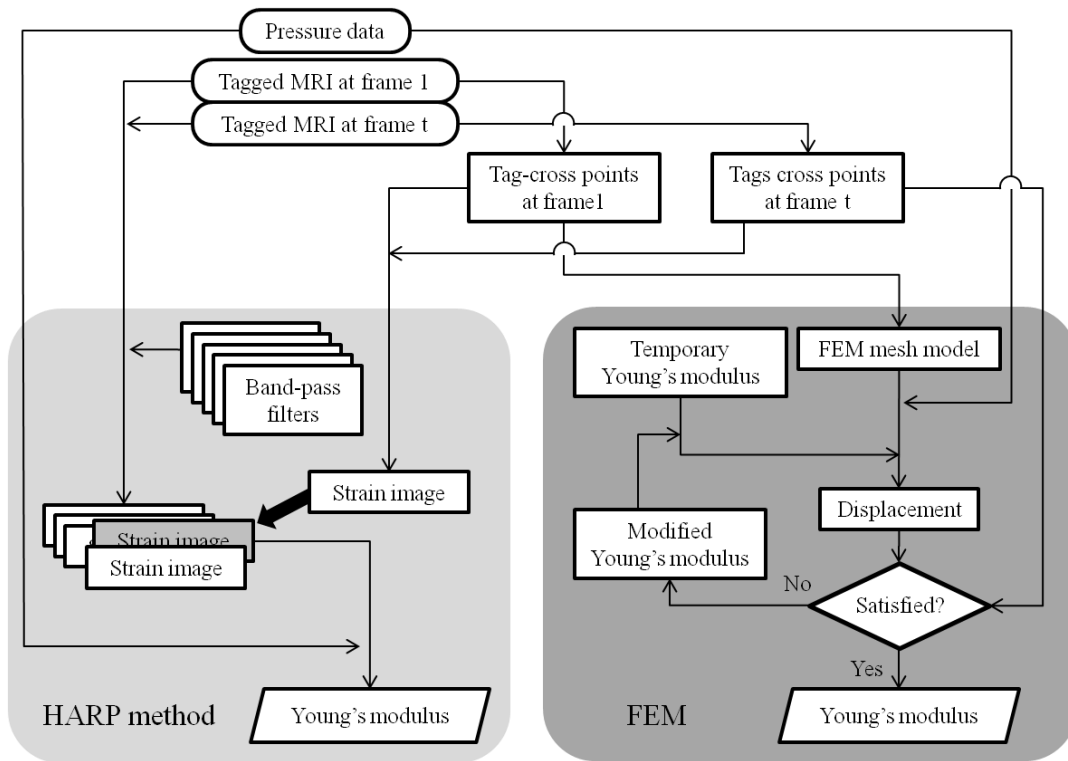 Pressure data
Tagged MRI at frame 1
Tagged MRI at frame t
Tag-cross points
at frame1
Tags cross points
at frame t
Band-pass
filters
Strain image
Strain image
Strain image
HARP method
Young's modulus
Temporary
Young's modulus
FEM mesh model
Displacement
Modified
Young's modulus
No
Satisfied?
Yes
FEM
Young's modulus